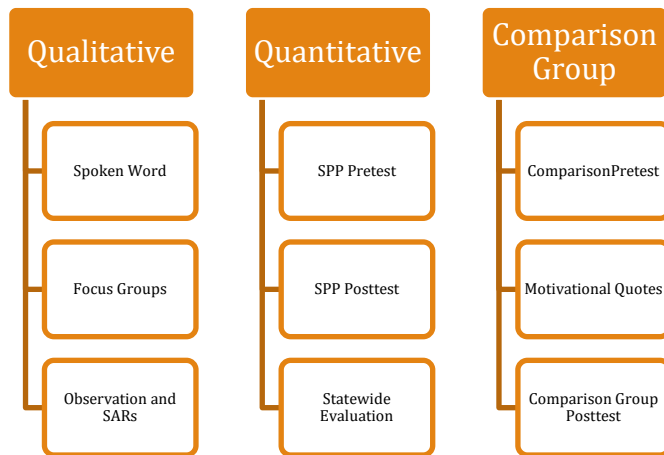 Qualitative
Spoken Word
Focus Groups
Observation and
SARs
Quantitative
SPP Pretest
SPP Posttest
Statewide
Evaluation
Comparison
Group
ComparisonPretest
Motivational Quotes
Comparison Group
Posttest